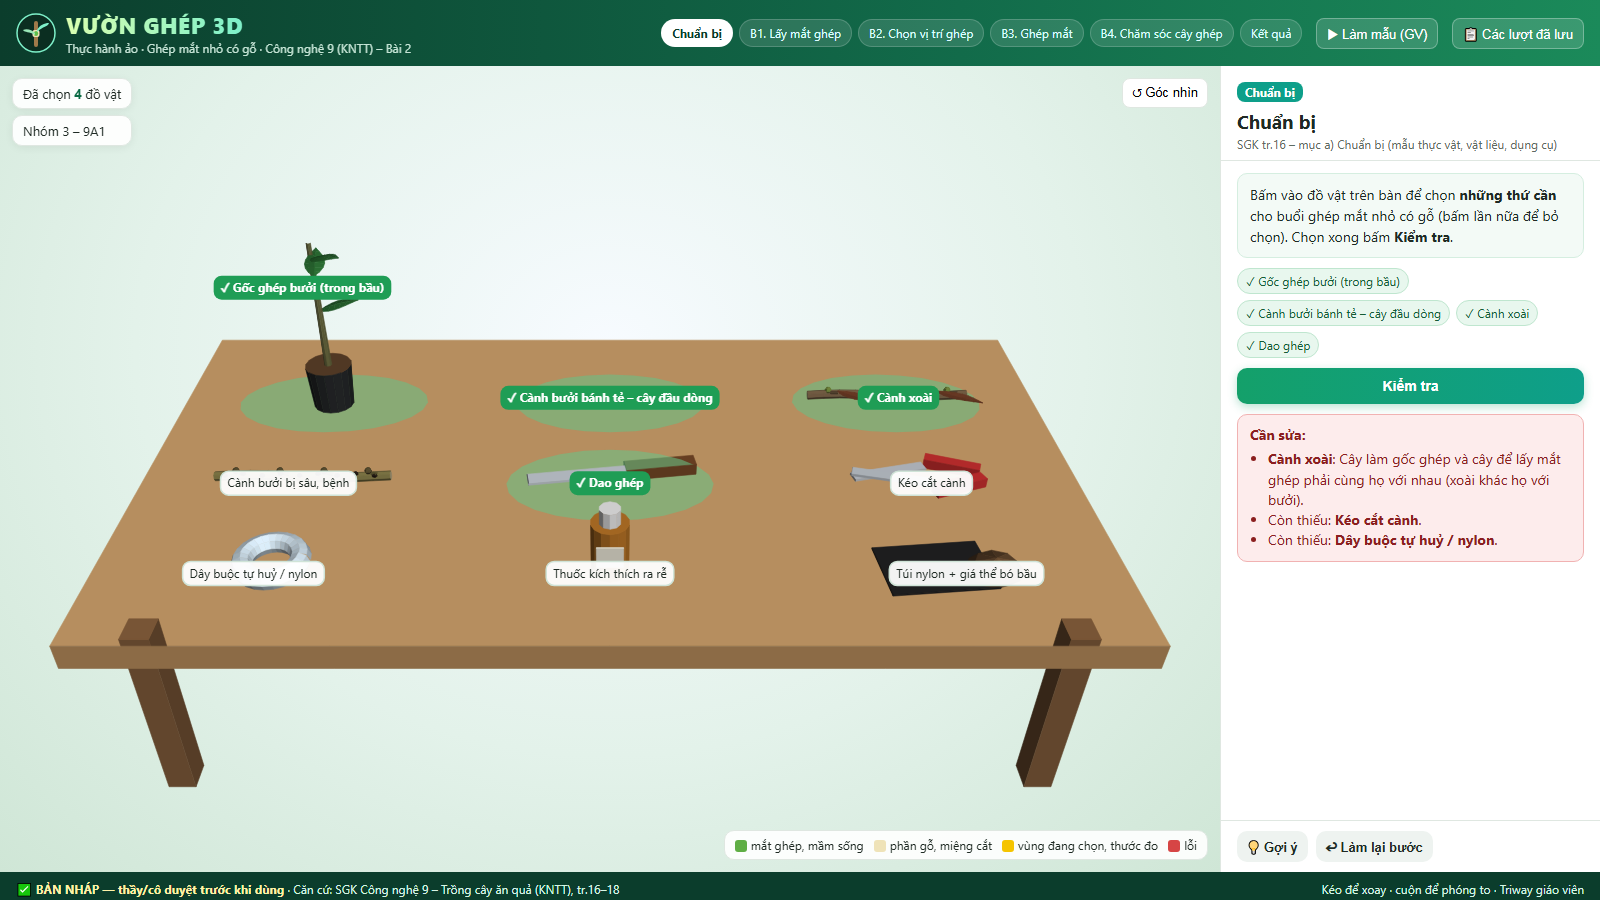 VƯỜN GHÉP 3D
Thực hành ảo · Ghép mắt nhỏ có gỗ · Công nghệ 9 (KNTT) – Bài 2
Chuẩn bị
B1. Lấy mắt ghép
B2. Chọn vị trí ghép
B3. Ghép mắt
B4. Chăm sóc cây ghép
Kết quả
▶ Làm mẫu (GV)
📋 Các lượt đã lưu
Đã chọn 4 đồ vật
Nhóm 3 – 9A1
↺ Góc nhìn
✓ Gốc ghép bưởi (trong bầu)
✓ Cành bưởi bánh tẻ – cây đầu dòng
✓ Cành xoài
Cành bưởi bị sâu, bệnh
✓ Dao ghép
Kéo cắt cành
Dây buộc tự huỷ / nylon
Thuốc kích thích ra rễ
Túi nylon + giá thể bó bầu
mắt ghép, mầm sống
phần gỗ, miệng cắt
vùng đang chọn, thước đo
lỗi
Chuẩn bị
Chuẩn bị
SGK tr.16 – mục a) Chuẩn bị (mẫu thực vật, vật liệu, dụng cụ)
Bấm vào đồ vật trên bàn để chọn những thứ cần
cho buổi ghép mắt nhỏ có gỗ (bấm lần nữa để bỏ
chọn). Chọn xong bấm Kiểm tra.
✓ Gốc ghép bưởi (trong bầu)
✓ Cành bưởi bánh tẻ – cây đầu dòng
✓ Cành xoài
✓ Dao ghép
Kiểm tra
Cần sửa:
• Cành xoài: Cây làm gốc ghép và cây để lấy mắt
ghép phải cùng họ với nhau (xoài khác họ với
bưởi).
• Còn thiếu: Kéo cắt cành.
• Còn thiếu: Dây buộc tự huỷ / nylon.
💡 Gợi ý
↩ Làm lại bước
✅ BẢN NHÁP — thầy/cô duyệt trước khi dùng · Căn cứ: SGK Công nghệ 9 – Trồng cây ăn quả (KNTT), tr.16–18
Kéo để xoay · cuộn để phóng to · Triway giáo viên